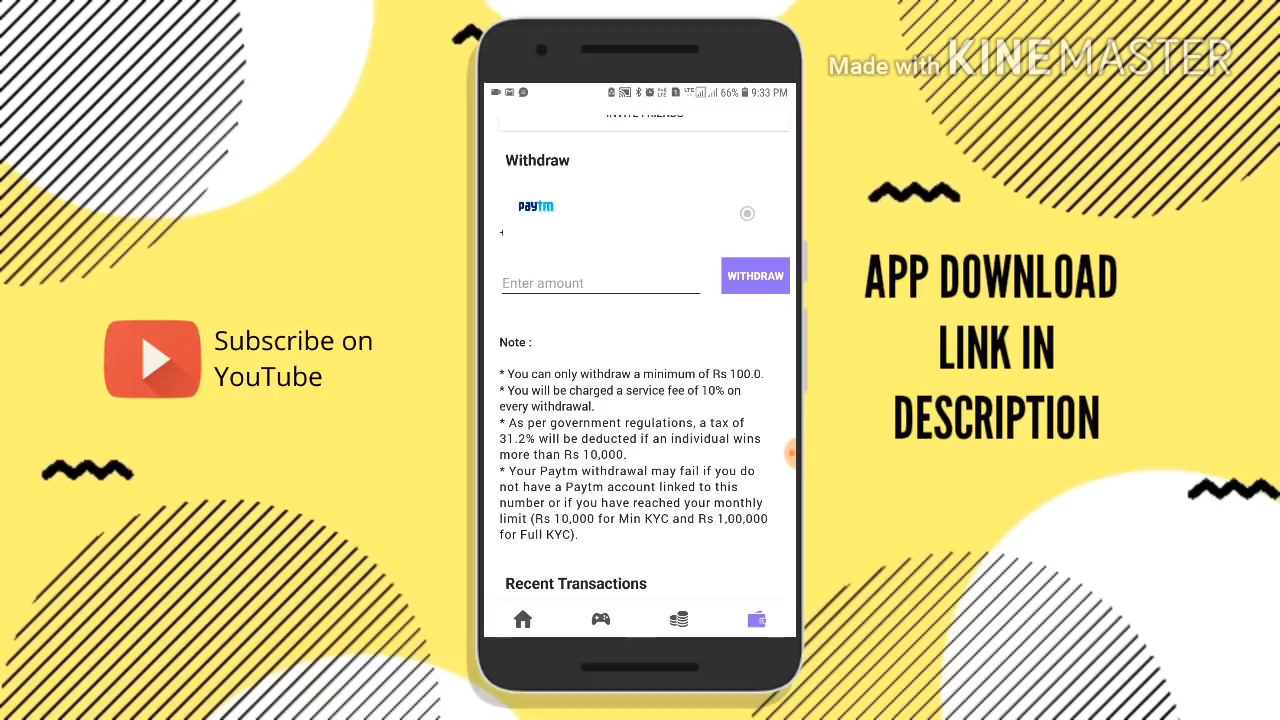 Made with KINEMASTER
66% 9:33 PM
INVITE FRIENDS
Withdraw
paytm
Enter amount
WITHDRAW
Note :
* You can only withdraw a minimum of Rs 100.0.
* You will be charged a service fee of 10% on
every withdrawal.
* As per government regulations, a tax of
31.2% will be deducted if an individual wins
more than Rs 10,000.
* Your Paytm withdrawal may fail if you do
not have a Paytm account linked to this
number or if you have reached your monthly
limit (Rs 10,000 for Min KYC and Rs 1,00,000
for Full KYC).
Recent Transactions
Subscribe on
YouTube
APP DOWNLOAD
LINK IN
DESCRIPTION